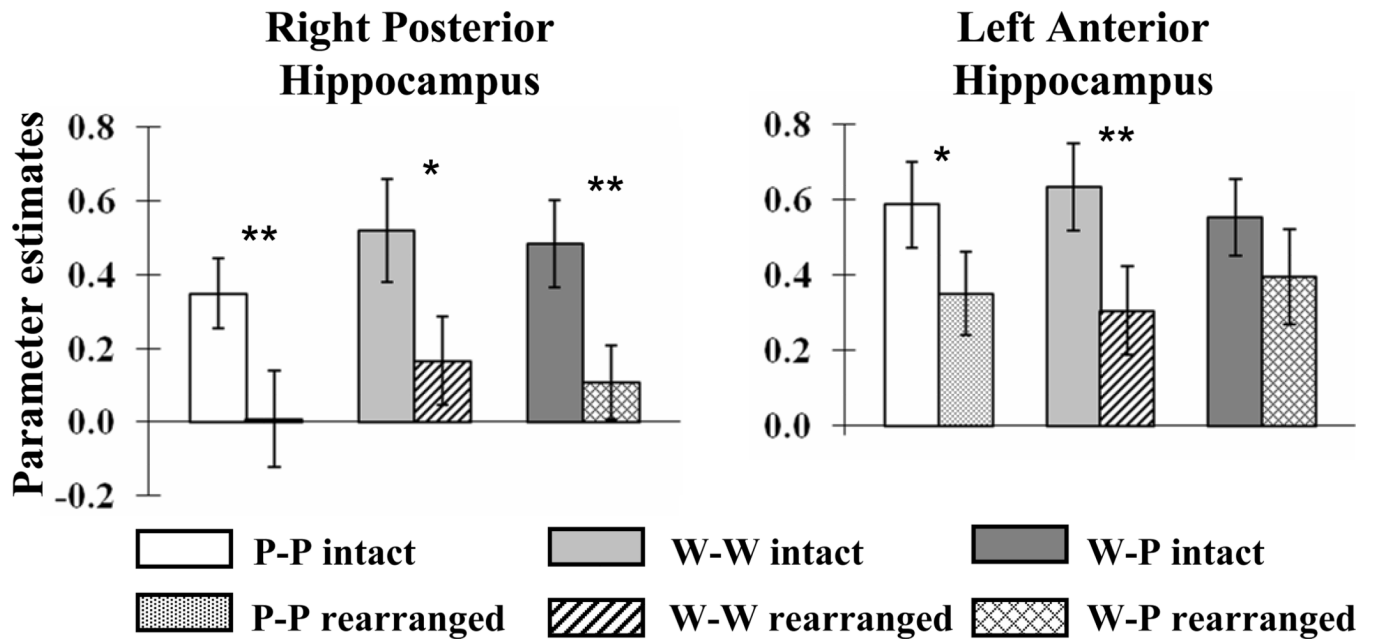 Right Posterior
Hippocampus
Left Anterior
Hippocampus
Parameter estimates
0.8
0.6
0.4
0.2
0.0
-0.2
**
*
**
0.8
0.6
0.4
0.2
0.0
*
**
P-P intact
W-W intact
W-P intact
P-P rearranged
W-W rearranged
W-P rearranged